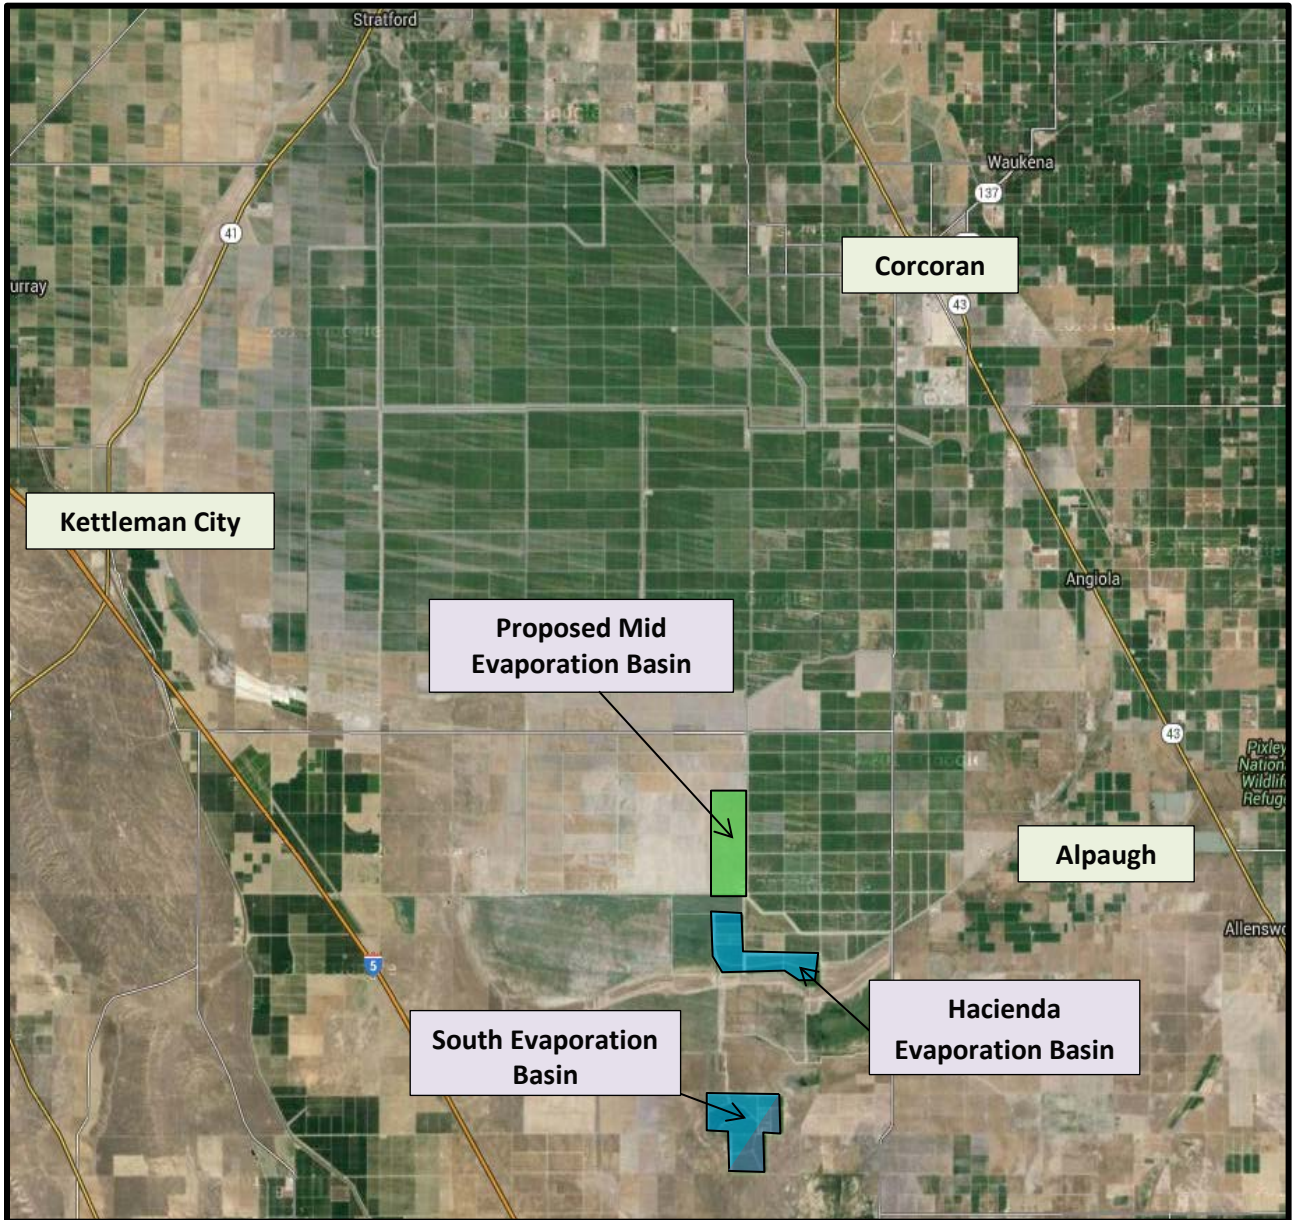 Stratford
Waukena
137
41
Corcoran
urray
43
Kettleman City
Angiola
Proposed Mid
Evaporation Basin
43
Pixley
Nation
Wildlif
Refug
Alpaugh
Allenswo
5
Hacienda
Evaporation Basin
South Evaporation
Basin